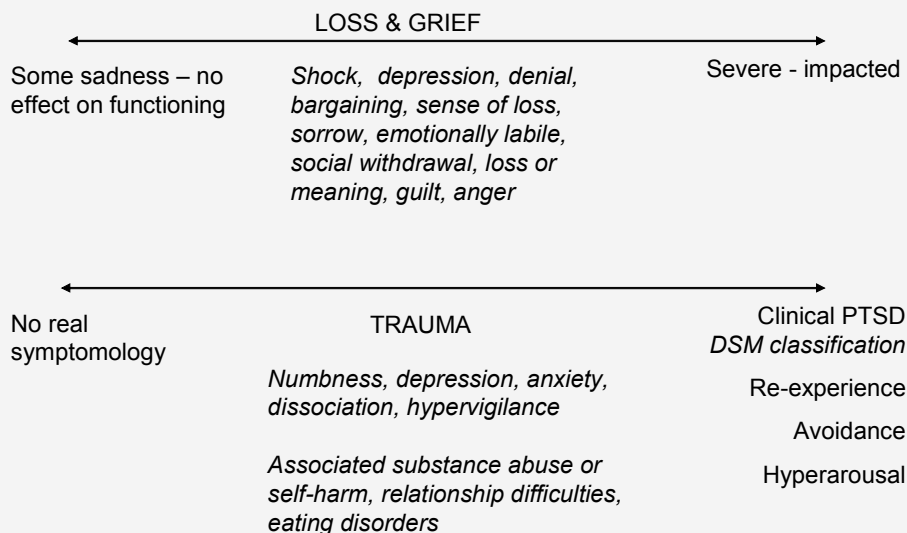 LOSS & GRIEF
Some sadness – no
effect on functioning
Shock, depression, denial,
bargaining, sense of loss,
sorrow, emotionally labile,
social withdrawal, loss or
meaning, guilt, anger
Severe - impacted
No real
symptomology
TRAUMA
Numbness, depression, anxiety,
dissociation, hypervigilance
Associated substance abuse or
self-harm, relationship difficulties,
eating disorders
Clinical PTSD
DSM classification
Re-experience
Avoidance
Hyperarousal